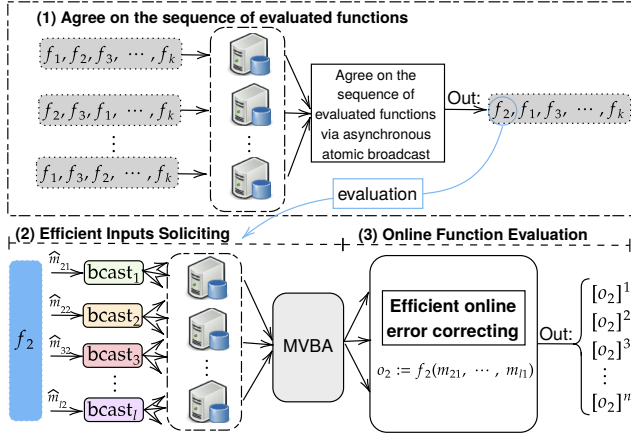 (1) Agree on the sequence of evaluated functions
f₁, f₂, f₃, ⋯, fₖ
f₂, f₃, f₁, ⋯, fₖ
⋮
f₁, f₃, f₂, ⋯, fₖ
⋮
Agree on the
sequence of
evaluated functions
via asynchronous
atomic broadcast
Out:
f₂, f₁, f₃, ⋯, fₖ
evaluation
(2) Efficient Inputs Soliciting
f₂
m̂₂₁
bcast₁
m̂₂₂
bcast₂
m̂₃₂
bcast₃
⋮
m̂ₗ₂
bcastₗ
⋮
MVBA
(3) Online Function Evaluation
Efficient online
error correcting
o₂ := f₂(m₂₁, ⋯, mₗ₁)
Out:
[o₂]¹
[o₂]²
[o₂]³
⋮
[o₂]ⁿ